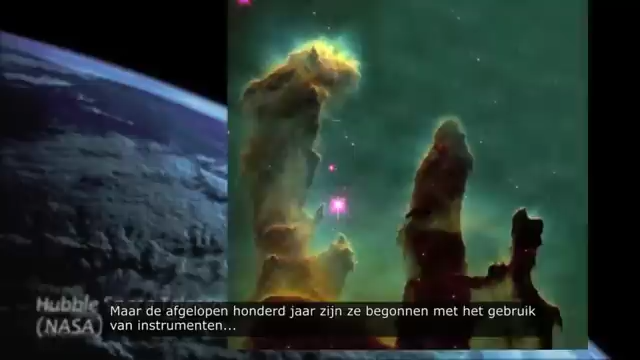 Hubble
(NASA)
Maar de afgelopen honderd jaar zijn ze begonnen met het gebruik
van instrumenten...